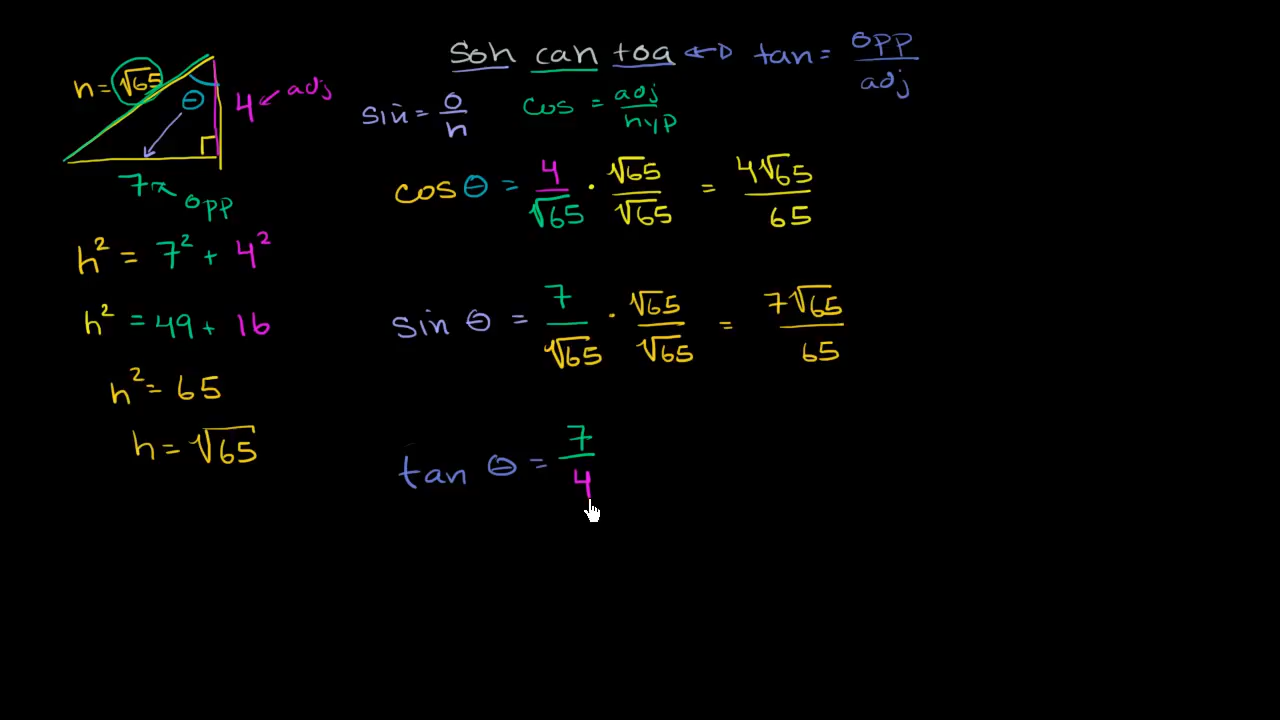 Soh cah toa ↔ tan = opp/adj
sin = o/h cos = adj/hyp
h = √65
θ
4 ← adj
7
opp
h² = 7² + 4²
h² = 49 + 16
h² = 65
h = √65
cos θ = 4/√65 · √65/√65 = 4√65/65
sin θ = 7/√65 · √65/√65 = 7√65/65
tan θ = 7/4